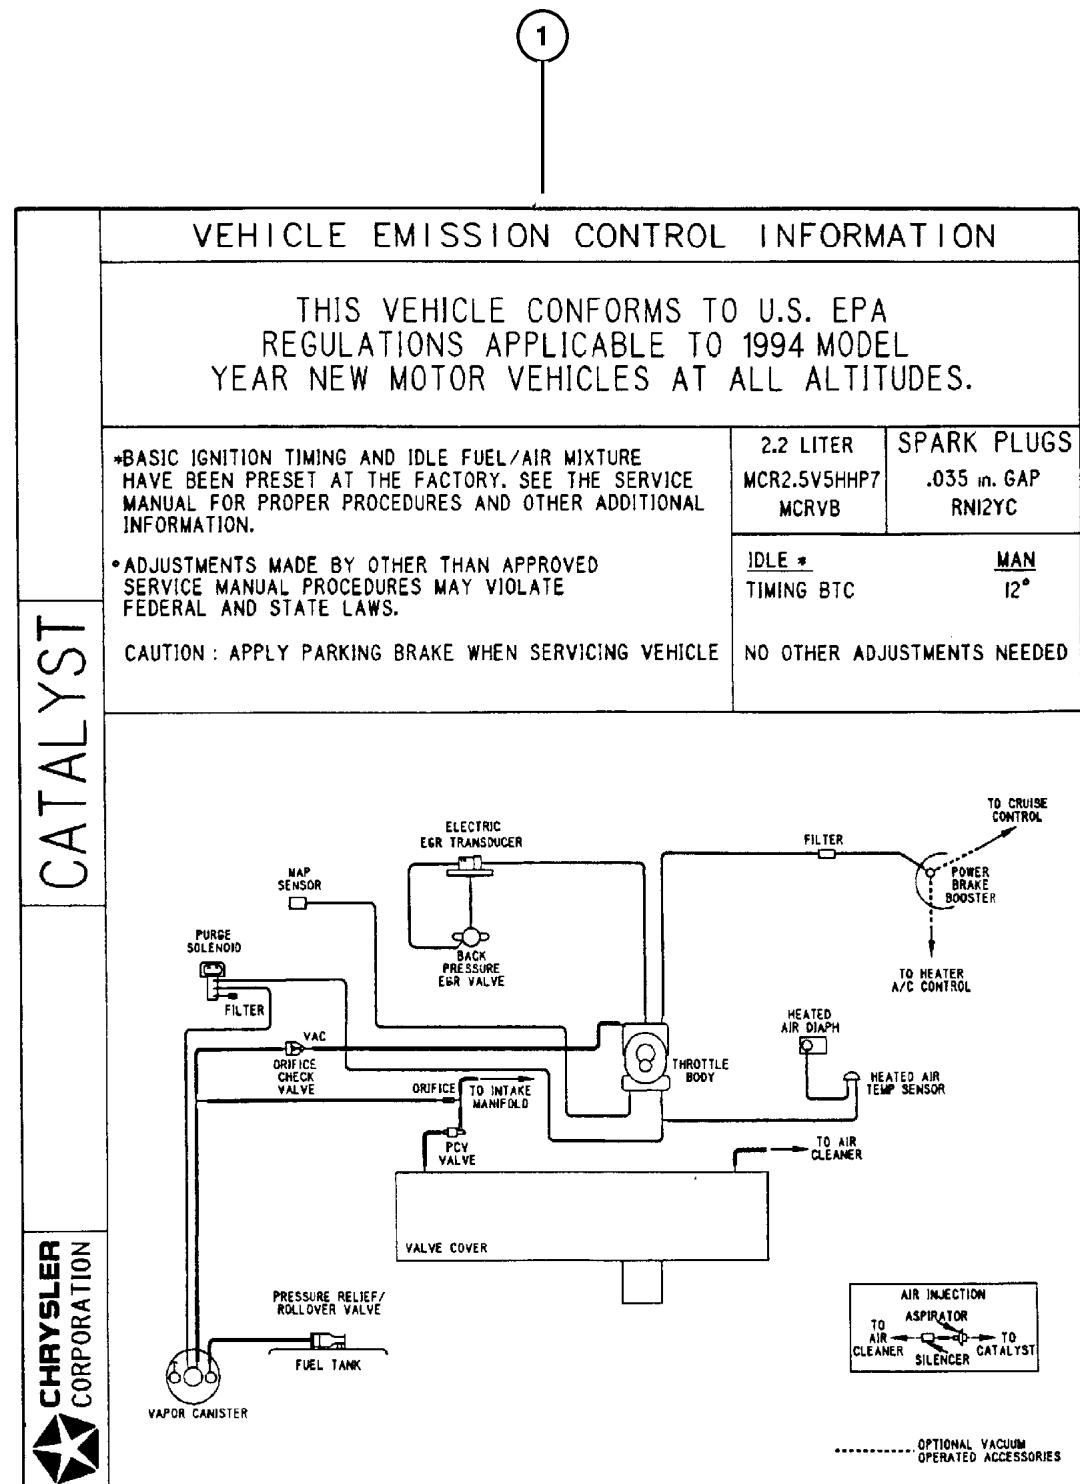 1
VEHICLE EMISSION CONTROL INFORMATION
THIS VEHICLE CONFORMS TO U.S. EPA
REGULATIONS APPLICABLE TO 1994 MODEL
YEAR NEW MOTOR VEHICLES AT ALL ALTITUDES.
*BASIC IGNITION TIMING AND IDLE FUEL/AIR MIXTURE
HAVE BEEN PRESET AT THE FACTORY. SEE THE SERVICE
MANUAL FOR PROPER PROCEDURES AND OTHER ADDITIONAL
INFORMATION.
•ADJUSTMENTS MADE BY OTHER THAN APPROVED
SERVICE MANUAL PROCEDURES MAY VIOLATE
FEDERAL AND STATE LAWS.
CAUTION : APPLY PARKING BRAKE WHEN SERVICING VEHICLE
2.2 LITER
MCR2.5V5HHP7
MCRVB
SPARK PLUGS
.035 in. GAP
RN12YC
IDLE * MAN
TIMING BTC 12°
NO OTHER ADJUSTMENTS NEEDED
CATALYST
CHRYSLER
CORPORATION
TO CRUISE
CONTROL
ELECTRIC
EGR TRANSDUCER
FILTER
MAP
SENSOR
POWER
BRAKE
BOOSTER
PURGE
SOLENOID
BACK
PRESSURE
EGR VALVE
TO HEATER
A/C CONTROL
FILTER
HEATED
AIR DIAPH
VAC
ORIFICE
CHECK
VALVE
THROTTLE
BODY
HEATED AIR
TEMP SENSOR
ORIFICE
TO INTAKE
MANIFOLD
PCV
VALVE
TO AIR
CLEANER
VALVE COVER
PRESSURE RELIEF/
ROLLOVER VALVE
FUEL TANK
VAPOR CANISTER
AIR INJECTION
ASPIRATOR
TO
AIR
CLEANER
SILENCER
TO
CATALYST
OPTIONAL VACUUM
OPERATED ACCESSORIES